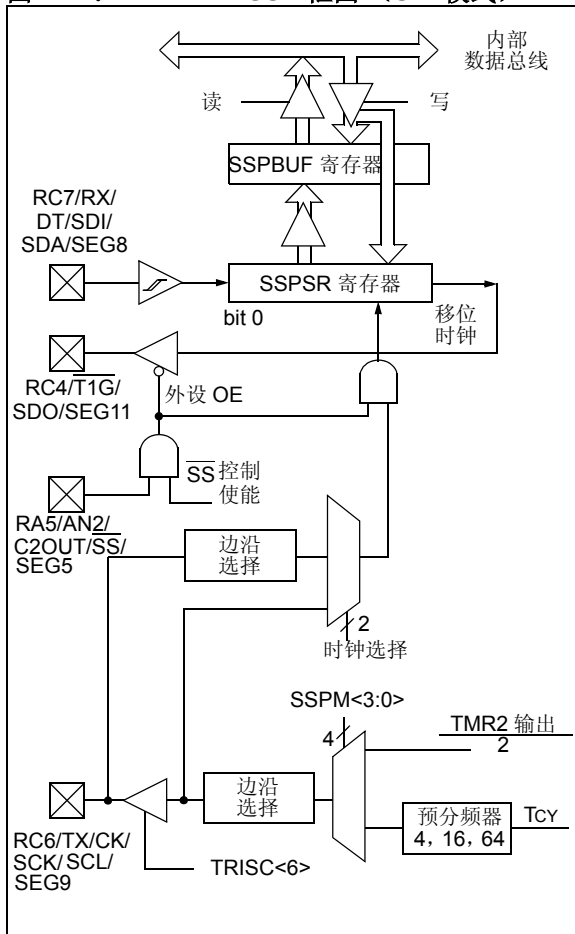 内部
数据总线
读
写
SSPBUF 寄存器
RC7/RX/
DT/SDI/
SDA/SEG8
SSPSR 寄存器
bit 0
移位
时钟
RC4/T1G/
SDO/SEG11
外设 OE
SS 控制
使能
RA5/AN2/
C2OUT/SS/
SEG5
边沿
选择
2
时钟选择
SSPM<3:0>
4
TMR2 输出
2
边沿
选择
预分频器
4，16，64
TCY
RC6/TX/CK/
SCK/SCL/
SEG9
TRISC<6>